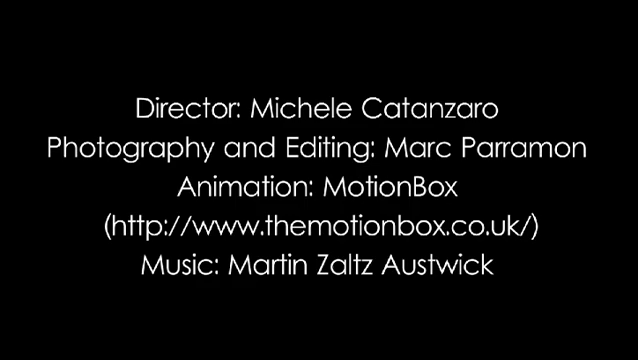 Director: Michele Catanzaro
Photography and Editing: Marc Parramon
Animation: MotionBox
(http://www.themotionbox.co.uk/)
Music: Martin Zaltz Austwick